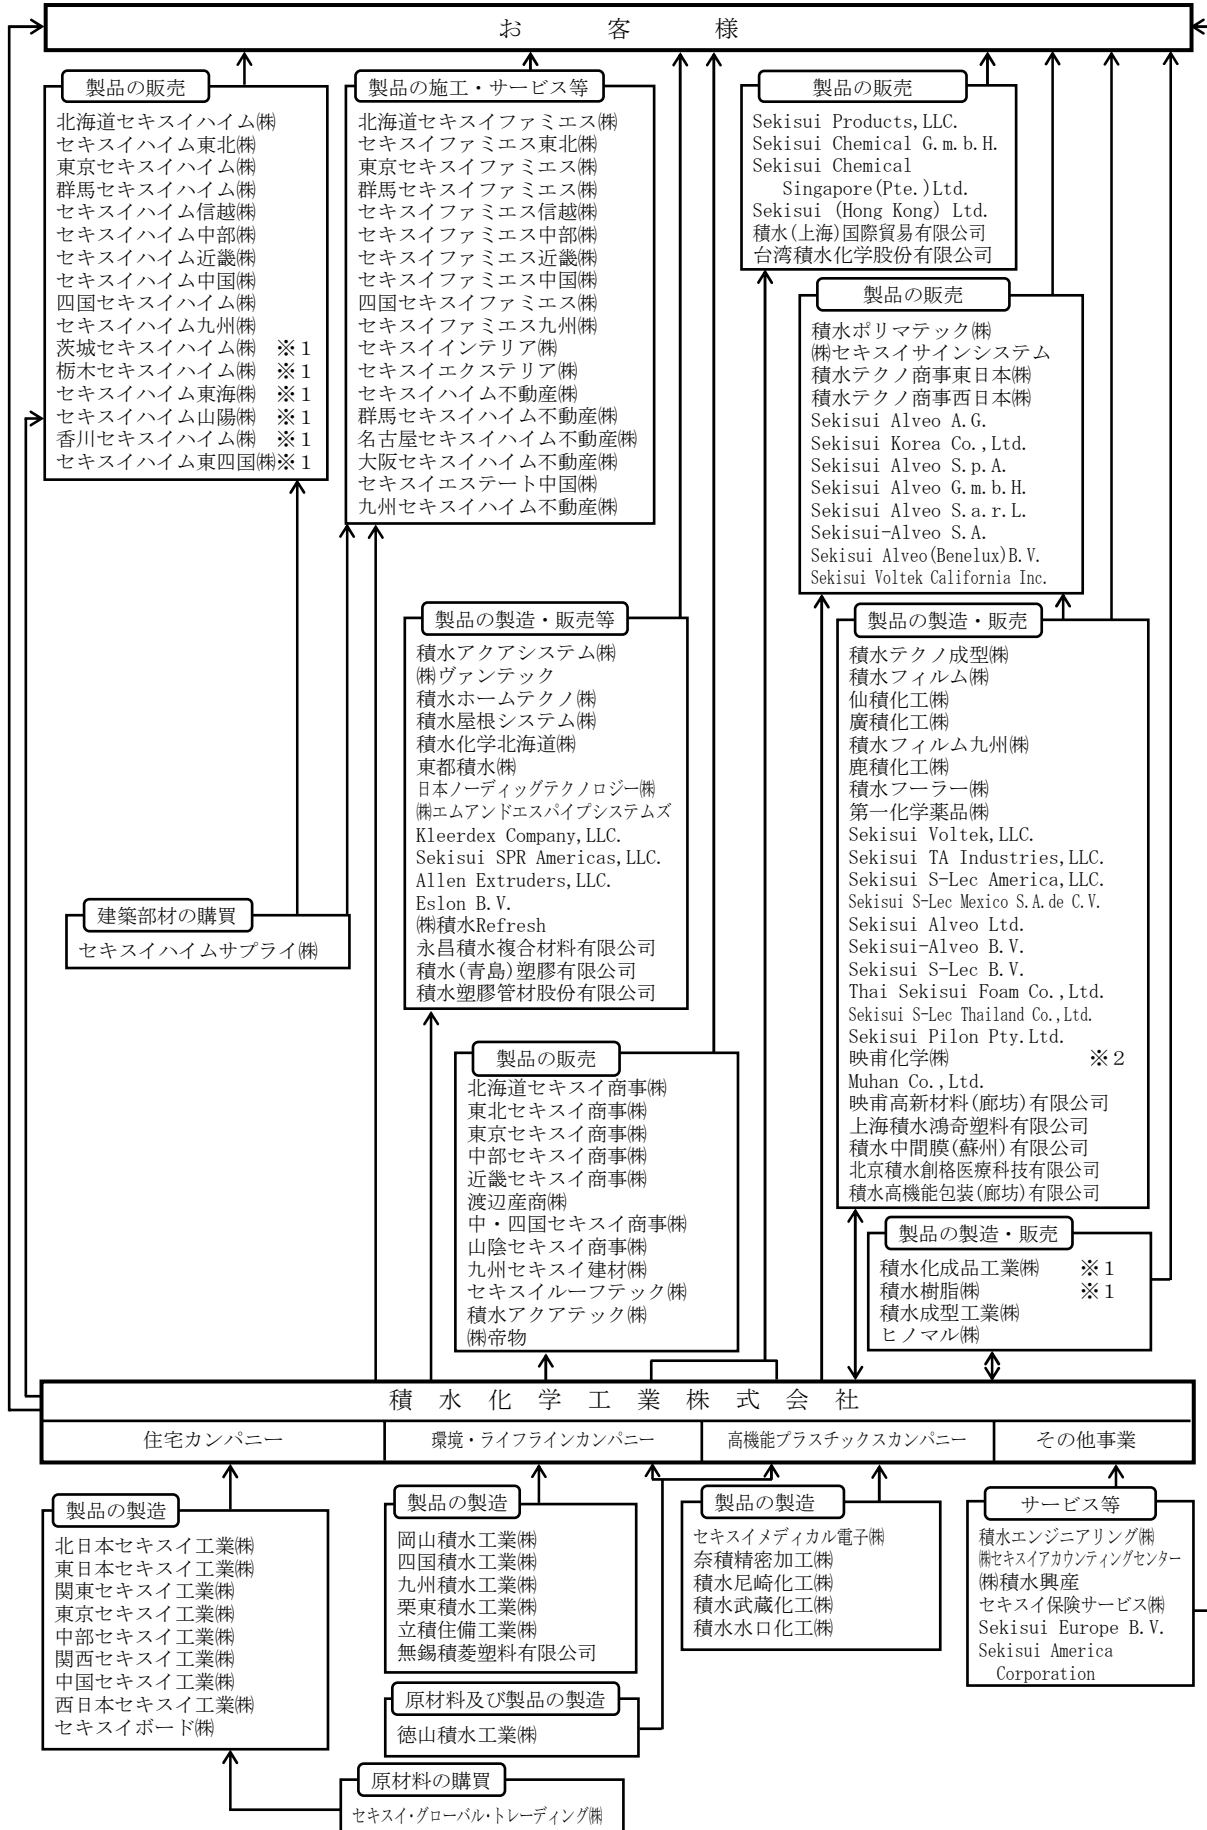 お客様
製品の販売
北海道セキスイハイム㈱
セキスイハイム東北㈱
東京セキスイハイム㈱
群馬セキスイハイム㈱
セキスイハイム信越㈱
セキスイハイム中部㈱
セキスイハイム近畿㈱
セキスイハイム中国㈱
四国セキスイハイム㈱
セキスイハイム九州㈱
茨城セキスイハイム㈱ ※1
栃木セキスイハイム㈱ ※1
セキスイハイム東海㈱ ※1
セキスイハイム山陽㈱ ※1
香川セキスイハイム㈱ ※1
セキスイハイム東四国㈱※1
製品の施工・サービス等
北海道セキスイファミエス㈱
セキスイファミエス東北㈱
東京セキスイファミエス㈱
群馬セキスイファミエス㈱
セキスイファミエス信越㈱
セキスイファミエス中部㈱
セキスイファミエス近畿㈱
セキスイファミエス中国㈱
四国セキスイファミエス㈱
セキスイファミエス九州㈱
セキスイインテリア㈱
セキスイエクステリア㈱
セキスイハイム不動産㈱
群馬セキスイハイム不動産㈱
名古屋セキスイハイム不動産㈱
大阪セキスイハイム不動産㈱
セキスイエステート中国㈱
九州セキスイハイム不動産㈱
製品の販売
Sekisui Products,LLC.
Sekisui Chemical G.m.b.H.
Sekisui Chemical
Singapore(Pte.)Ltd.
Sekisui (Hong Kong) Ltd.
積水(上海)国際貿易有限公司
台湾積水化学股份有限公司
製品の販売
積水ポリマテック㈱
㈱セキスイサインシステム
積水テクノ商事東日本㈱
積水テクノ商事西日本㈱
Sekisui Alveo A.G.
Sekisui Korea Co.,Ltd.
Sekisui Alveo S.p.A.
Sekisui Alveo G.m.b.H.
Sekisui Alveo S.a.r.L.
Sekisui-Alveo S.A.
Sekisui Alveo(Benelux)B.V.
Sekisui Voltek California Inc.
製品の製造・販売等
積水アクアシステム㈱
㈱ヴァンテック
積水ホームテクノ㈱
積水屋根システム㈱
積水化学北海道㈱
東都積水㈱
日本ノーディッグテクノロジー㈱
㈱エムアンドエスパイプシステムズ
Kleerdex Company,LLC.
Sekisui SPR Americas,LLC.
Allen Extruders,LLC.
Eslon B.V.
㈱積水Refresh
永昌積水複合材料有限公司
積水(青島)塑膠有限公司
積水塑膠管材股份有限公司
製品の製造・販売
積水テクノ成型㈱
積水フィルム㈱
仙積化工㈱
廣積化工㈱
積水フィルム九州㈱
鹿積化工㈱
積水フーラー㈱
第一化学薬品㈱
Sekisui Voltek,LLC.
Sekisui TA Industries,LLC.
Sekisui S-Lec America,LLC.
Sekisui S-Lec Mexico S.A.de C.V.
Sekisui Alveo Ltd.
Sekisui-Alveo B.V.
Sekisui S-Lec B.V.
Thai Sekisui Foam Co.,Ltd.
Sekisui S-Lec Thailand Co.,Ltd.
Sekisui Pilon Pty.Ltd.
映甫化学㈱ ※2
Muhan Co.,Ltd.
映甫高新材料(廊坊)有限公司
上海積水鴻奇塑料有限公司
積水中間膜(蘇州)有限公司
北京積水創格医療科技有限公司
積水高機能包装(廊坊)有限公司
建築部材の購買
セキスイハイムサプライ㈱
製品の販売
北海道セキスイ商事㈱
東北セキスイ商事㈱
東京セキスイ商事㈱
中部セキスイ商事㈱
近畿セキスイ商事㈱
渡辺産商㈱
中・四国セキスイ商事㈱
山陰セキスイ商事㈱
九州セキスイ建材㈱
セキスイルーフテック㈱
積水アクアテック㈱
㈱帝物
製品の製造・販売
積水化成品工業㈱ ※1
積水樹脂㈱ ※1
積水成型工業㈱
ヒノマル㈱
積水化学工業株式会社
住宅カンパニー
環境・ライフラインカンパニー
高機能プラスチックスカンパニー
その他事業
製品の製造
北日本セキスイ工業㈱
東日本セキスイ工業㈱
関東セキスイ工業㈱
東京セキスイ工業㈱
中部セキスイ工業㈱
関西セキスイ工業㈱
中国セキスイ工業㈱
西日本セキスイ工業㈱
セキスイボード㈱
製品の製造
岡山積水工業㈱
四国積水工業㈱
九州積水工業㈱
栗東積水工業㈱
立積住備工業㈱
無錫積菱塑料有限公司
製品の製造
セキスイメディカル電子㈱
奈積精密加工㈱
積水尼崎化工㈱
積水武蔵化工㈱
積水水口化工㈱
サービス等
積水エンジニアリング㈱
㈱セキスイアカウンティングセンター
㈱積水興産
セキスイ保険サービス㈱
Sekisui Europe B.V.
Sekisui America
Corporation
原材料及び製品の製造
徳山積水工業㈱
原材料の購買
セキスイ・グローバル・トレーディング㈱